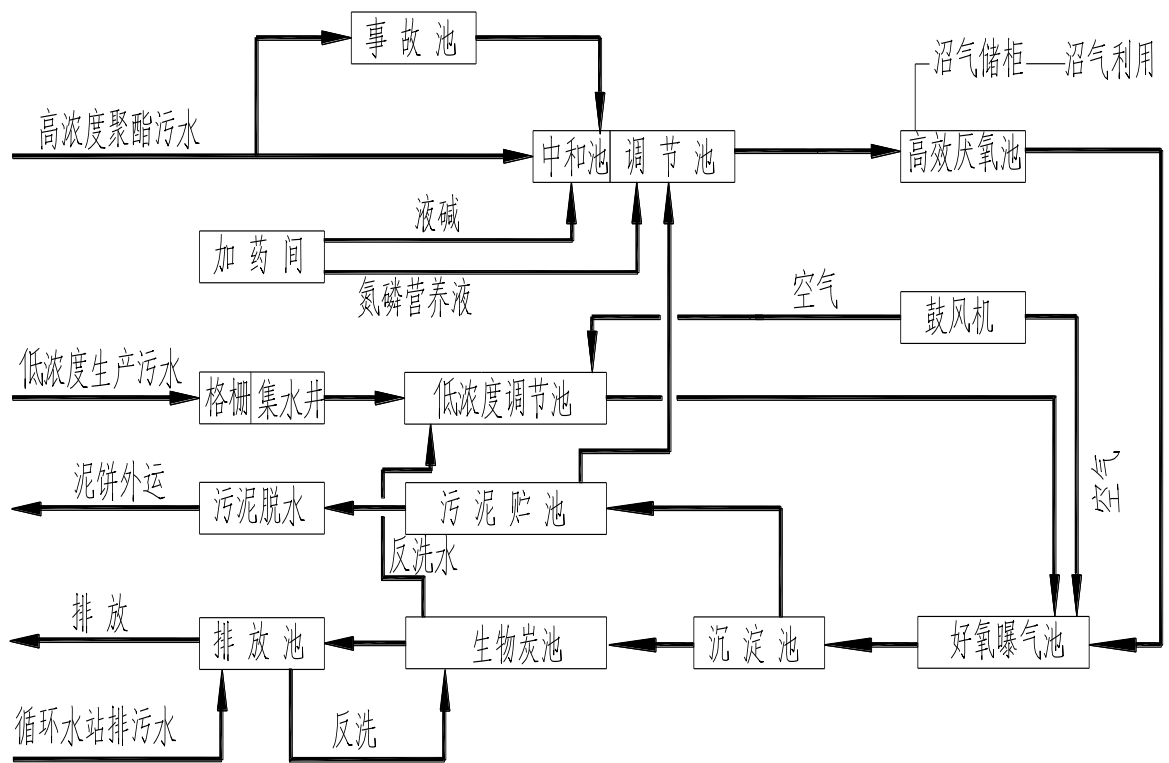 事故池
沼气储柜
沼气利用
高浓度聚酯污水
中和池
调节池
高效厌氧池
液碱
加药间
氮磷营养液
空气
鼓风机
低浓度生产污水
格栅
集水井
低浓度调节池
泥饼外运
污泥脱水
污泥贮池
空气
反洗水
排放
排放池
生物炭池
沉淀池
好氧曝气池
循环水站排污水
反洗